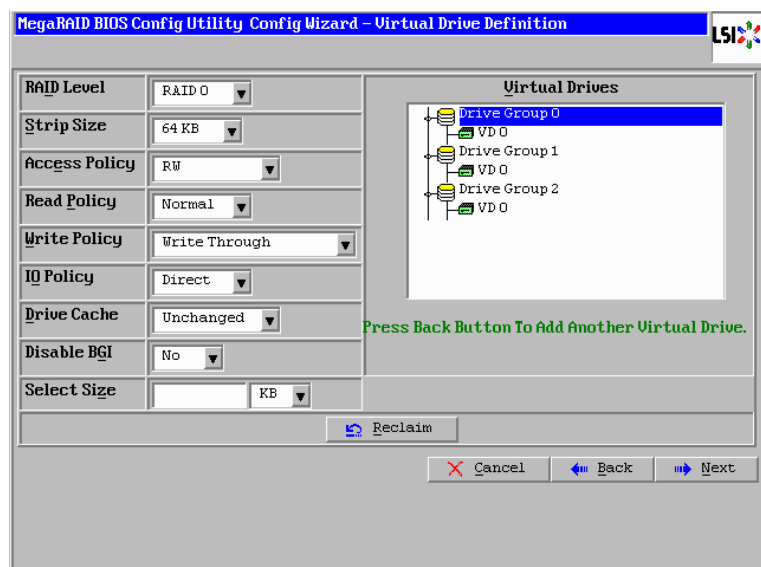 MegaRAID BIOS Config Utility Config Wizard - Virtual Drive Definition
LSI
RAID Level
RAID 0
Strip Size
64 KB
Access Policy
RW
Read Policy
Normal
Write Policy
Write Through
IO Policy
Direct
Drive Cache
Unchanged
Disable BGI
No
Select Size
KB
Virtual Drives
Drive Group 0
VD 0
Drive Group 1
VD 0
Drive Group 2
VD 0
Press Back Button To Add Another Virtual Drive.
Reclaim
Cancel
Back
Next